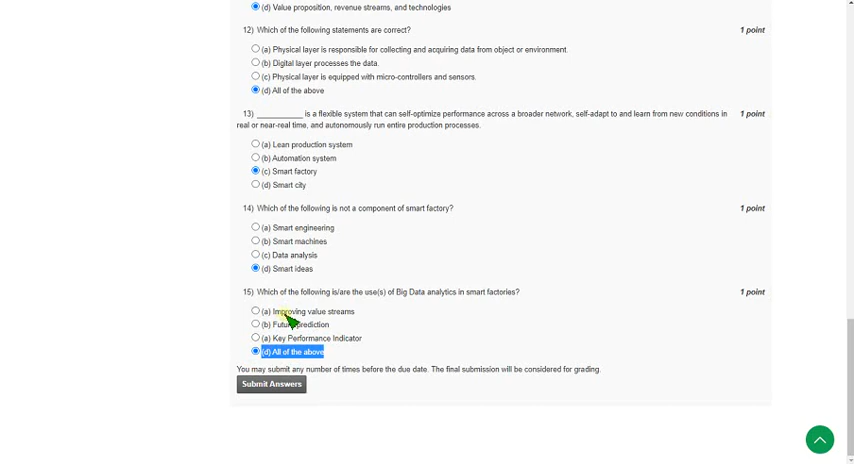 (d) Value proposition, revenue streams, and technologies
12) Which of the following statements are correct? 1 point
(a) Physical layer is responsible for collecting and acquiring data from object or environment.
(b) Digital layer processes the data.
(c) Physical layer is equipped with micro-controllers and sensors.
(d) All of the above
13) __________ is a flexible system that can self-optimize performance across a broader network, self-adapt to and learn from new conditions in 1 point
real or near-real time, and autonomously run entire production processes.
(a) Lean production system
(b) Automation system
(c) Smart factory
(d) Smart city
14) Which of the following is not a component of smart factory? 1 point
(a) Smart engineering
(b) Smart machines
(c) Data analysis
(d) Smart ideas
15) Which of the following is/are the use(s) of Big Data analytics in smart factories? 1 point
(a) Improving value streams
(b) Future prediction
(a) Key Performance Indicator
(d) All of the above
You may submit any number of times before the due date. The final submission will be considered for grading.
Submit Answers